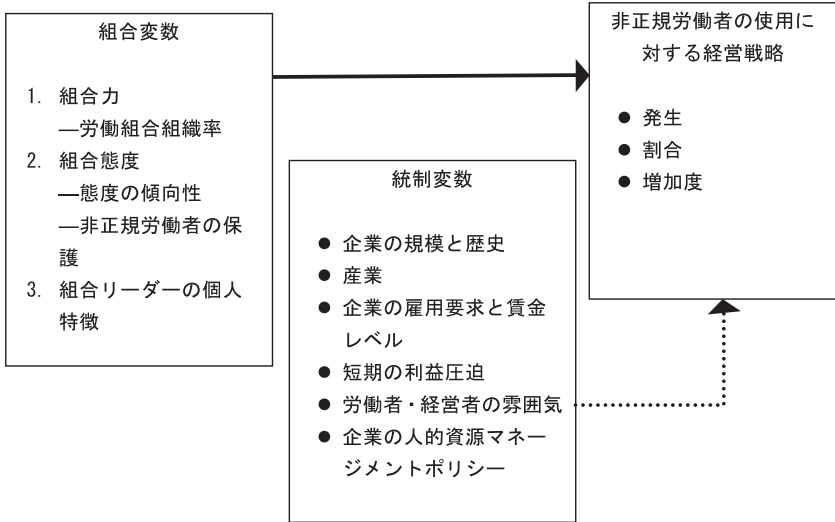 組合変数
1. 組合力
―労働組合組織率
2. 組合態度
―態度の傾向性
―非正規労働者の保
護
3. 組合リーダーの個人
特徴
統制変数
● 企業の規模と歴史
● 産業
● 企業の雇用要求と賃金
レベル
● 短期の利益圧迫
● 労働者・経営者の雰囲気
● 企業の人的資源マネー
ジメントポリシー
非正規労働者の使用に
対する経営戦略
● 発生
● 割合
● 増加度